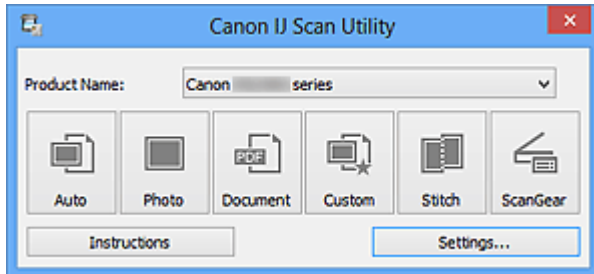 Canon IJ Scan Utility
Product Name: Canon series
PDF
Auto Photo Document Custom Stitch ScanGear
Instructions Settings...